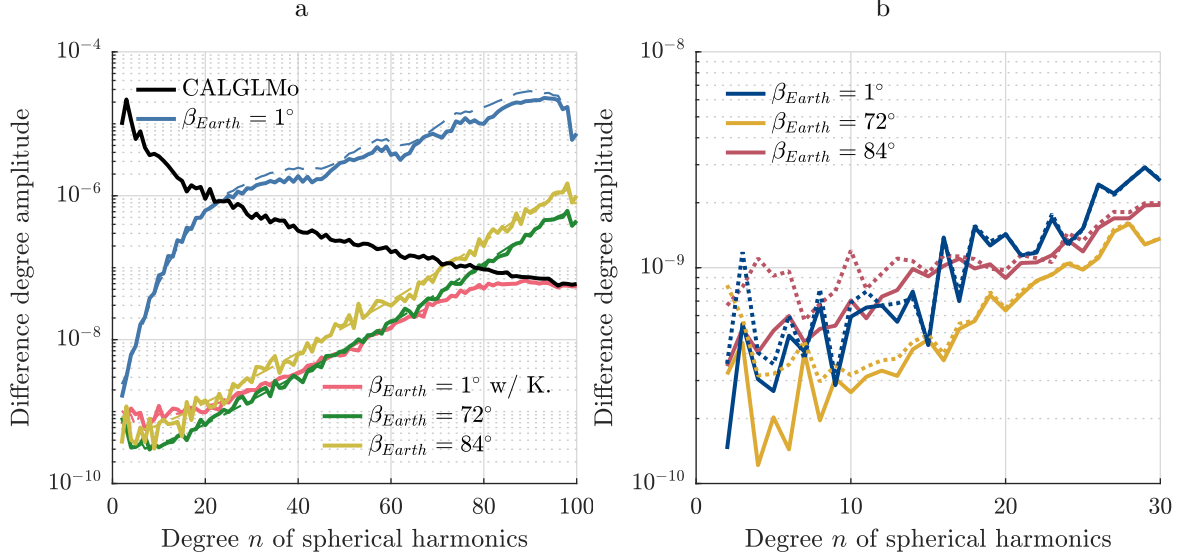 a
10⁻⁴
10⁻⁶
10⁻⁸
10⁻¹⁰
Difference degree amplitude
CALGLMo
β_Earth = 1°
β_Earth = 1° w/ K.
β_Earth = 72°
β_Earth = 84°
0 20 40 60 80 100
Degree n of spherical harmonics
b
10⁻⁸
10⁻⁹
10⁻¹⁰
Difference degree amplitude
β_Earth = 1°
β_Earth = 72°
β_Earth = 84°
0 10 20 30
Degree n of spherical harmonics